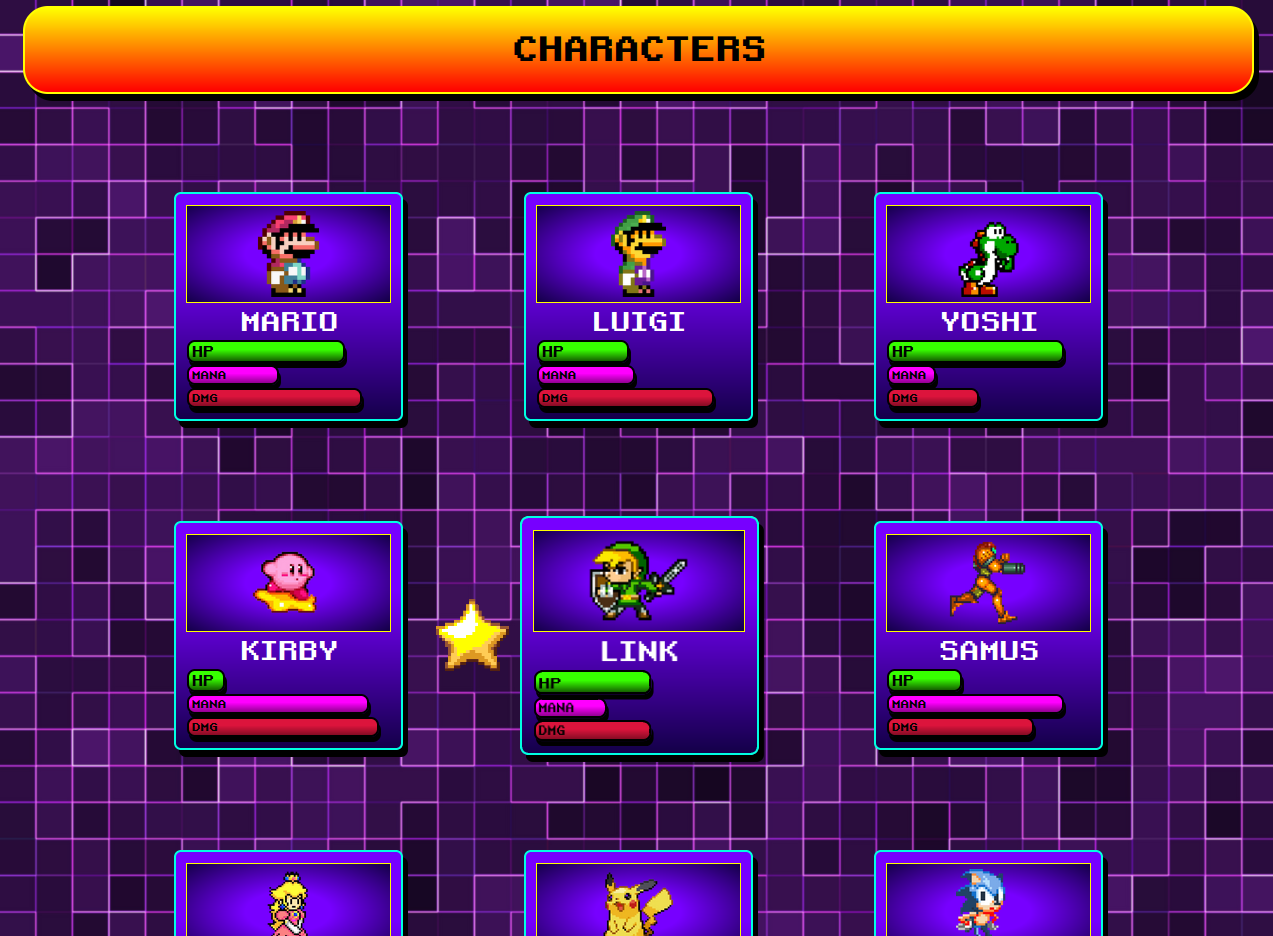 CHARACTERS
MARIO
HP
MANA
DMG
LUIGI
HP
MANA
DMG
YOSHI
HP
MANA
DMG
KIRBY
HP
MANA
DMG
LINK
HP
MANA
DMG
SAMUS
HP
MANA
DMG